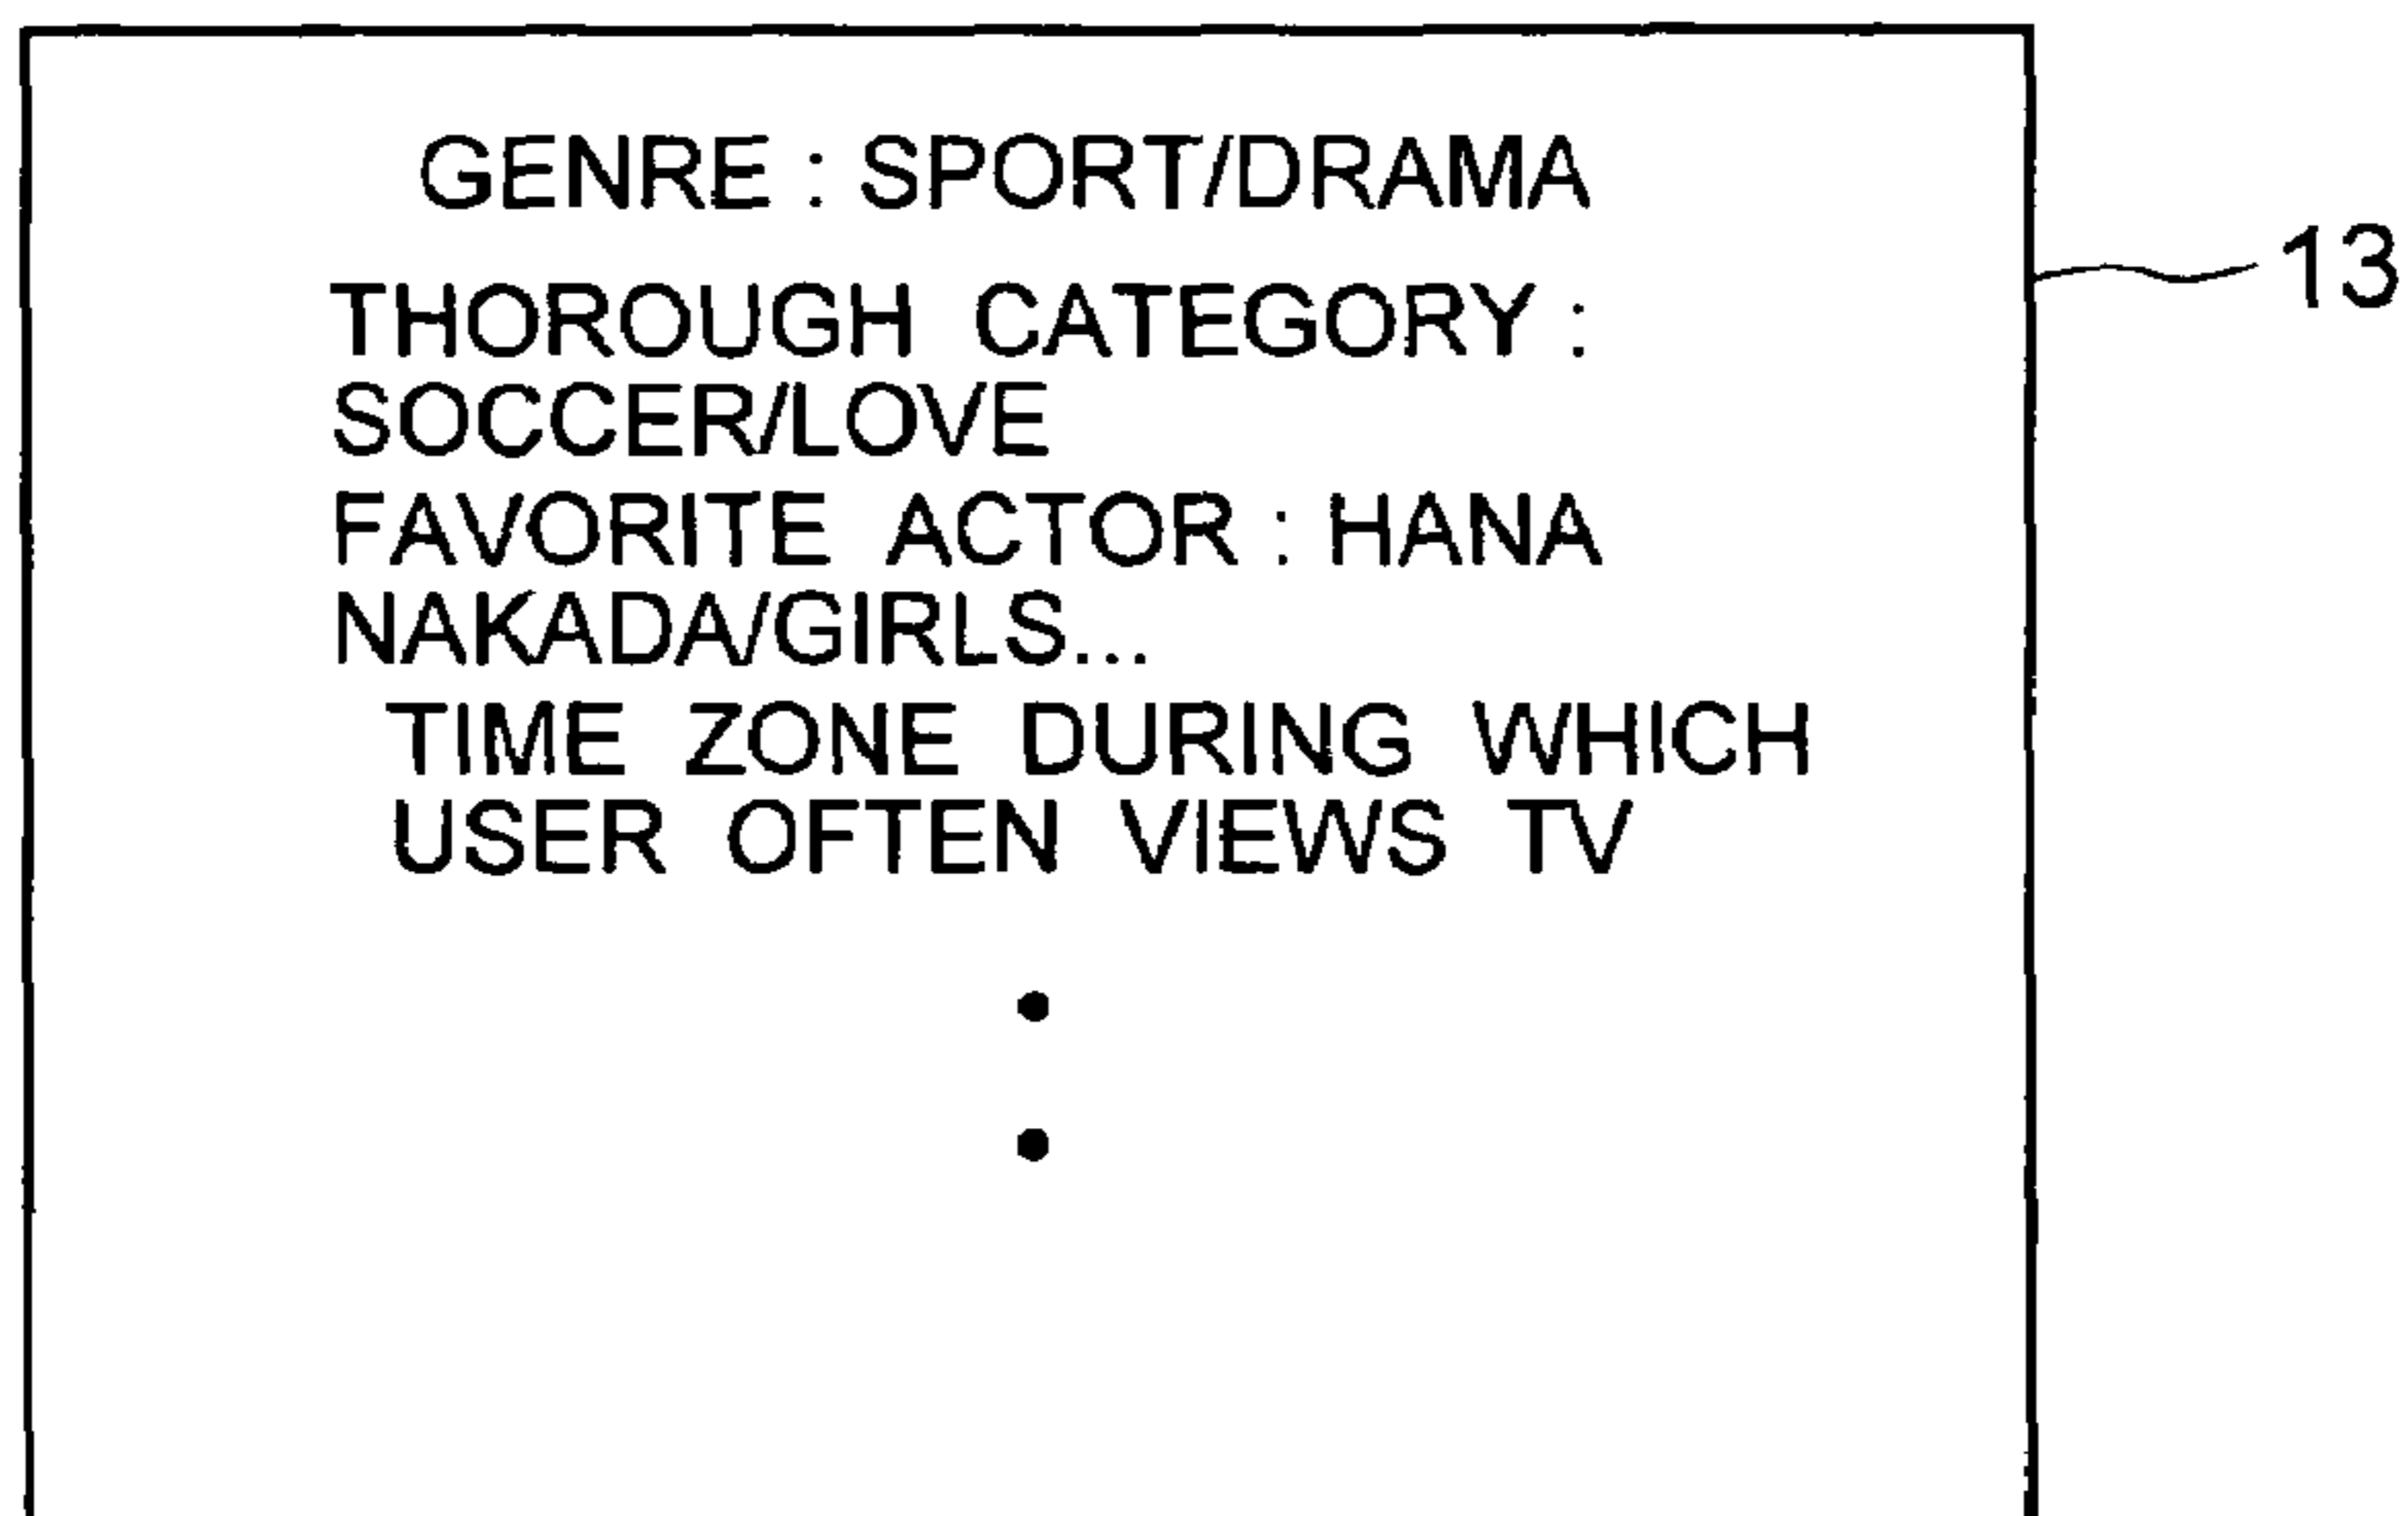 GENRE : SPORT/DRAMA
13
THOROUGH CATEGORY :
SOCCER/LOVE
FAVORITE ACTOR : HANA
NAKADA/GIRLS...
TIME ZONE DURING WHICH
USER OFTEN VIEWS TV